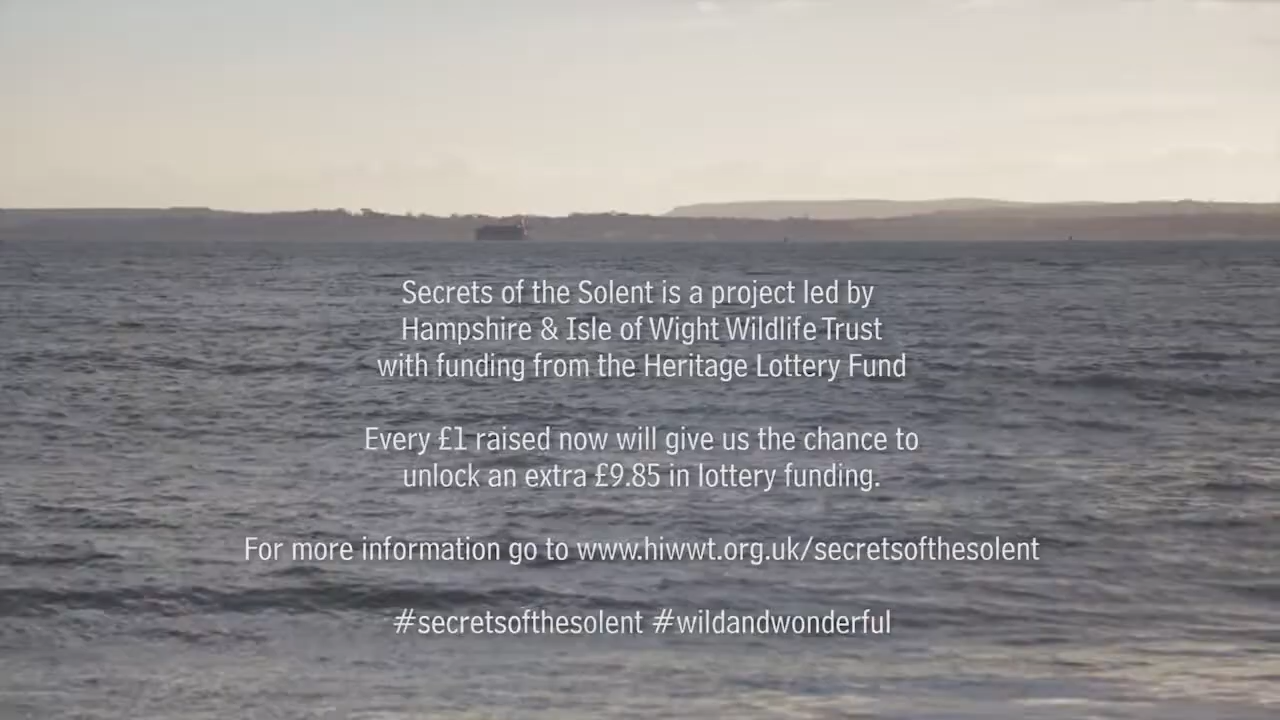 Secrets of the Solent is a project led by
Hampshire & Isle of Wight Wildlife Trust
with funding from the Heritage Lottery Fund
Every £1 raised now will give us the chance to
unlock an extra £9.85 in lottery funding.
For more information go to www.hiwwt.org.uk/secretsofthesolent
#secretsofthesolent #wildandwonderful